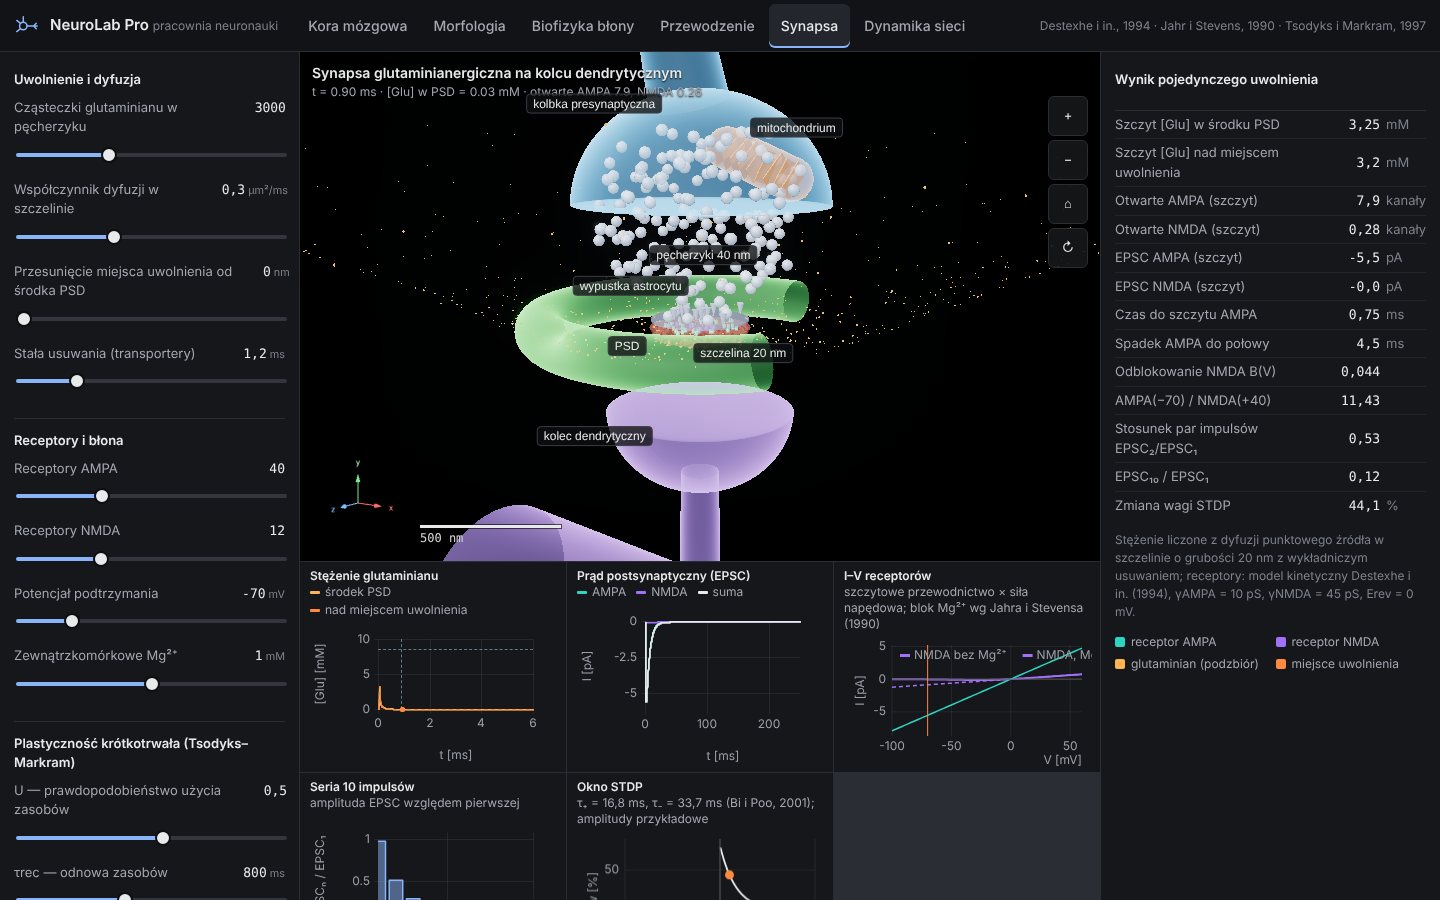 NeuroLab Pro pracownia neuronauki
Kora mózgowa
Morfologia
Biofizyka błony
Przewodzenie
Synapsa
Dynamika sieci
Destexhe i in., 1994 · Jahr i Stevens, 1990 · Tsodyks i Markram, 1997
Uwolnienie i dyfuzja
Cząsteczki glutaminianu w
pęcherzyku
3000
Współczynnik dyfuzji w
szczelinie
0,3 µm²/ms
Przesunięcie miejsca uwolnienia od
środka PSD
0 nm
Stała usuwania (transportery)
1,2 ms
Receptory i błona
Receptory AMPA
40
Receptory NMDA
12
Potencjał podtrzymania
-70 mV
Zewnątrzkomórkowe Mg²⁺
1 mM
Plastyczność krótkotrwała (Tsodyks–
Markram)
U — prawdopodobieństwo użycia
zasobów
0,5
τrec — odnowa zasobów
800 ms
Synapsa glutaminianergiczna na kolcu dendrytycznym
t = 0.90 ms · [Glu] w PSD = 0.03 mM · otwarte AMPA 7.9, NMDA 0.26
kolbka presynaptyczna
mitochondrium
pęcherzyki 40 nm
wypustka astrocytu
PSD
szczelina 20 nm
kolec dendrytyczny
+
−
y
z
x
500 nm
Stężenie glutaminianu
środek PSD
nad miejscem uwolnienia
[Glu] [mM]
10
5
0
0
2
4
6
t [ms]
Prąd postsynaptyczny (EPSC)
AMPA
NMDA
suma
I [pA]
0
-2.5
-5
0
100
200
t [ms]
I–V receptorów
szczytowe przewodnictwo × siła
napędowa; blok Mg²⁺ wg Jahra i Stevensa
(1990)
NMDA bez Mg²⁺
NMDA, M
I [pA]
5
0
-5
-100
-50
0
50
V [mV]
Seria 10 impulsów
amplituda EPSC względem pierwszej
1
0.5
SCₙ / EPSC₁
Okno STDP
τ₊ = 16,8 ms, τ₋ = 33,7 ms (Bi i Poo, 2001);
amplitudy przykładowe
50
[%]
Wynik pojedynczego uwolnienia
Szczyt [Glu] w środku PSD
3,25 mM
Szczyt [Glu] nad miejscem
uwolnienia
3,2 mM
Otwarte AMPA (szczyt)
7,9 kanały
Otwarte NMDA (szczyt)
0,28 kanały
EPSC AMPA (szczyt)
-5,5 pA
EPSC NMDA (szczyt)
-0,0 pA
Czas do szczytu AMPA
0,75 ms
Spadek AMPA do połowy
4,5 ms
Odblokowanie NMDA B(V)
0,044
AMPA(−70) / NMDA(+40)
11,43
Stosunek par impulsów
EPSC₂/EPSC₁
0,53
EPSC₁₀ / EPSC₁
0,12
Zmiana wagi STDP
44,1 %
Stężenie liczone z dyfuzji punktowego źródła w
szczelinie o grubości 20 nm z wykładniczym
usuwaniem; receptory: model kinetyczny Destexhe i
in. (1994), γAMPA = 10 pS, γNMDA = 45 pS, Erev = 0
mV.
receptor AMPA
receptor NMDA
glutaminian (podzbiór)
miejsce uwolnienia